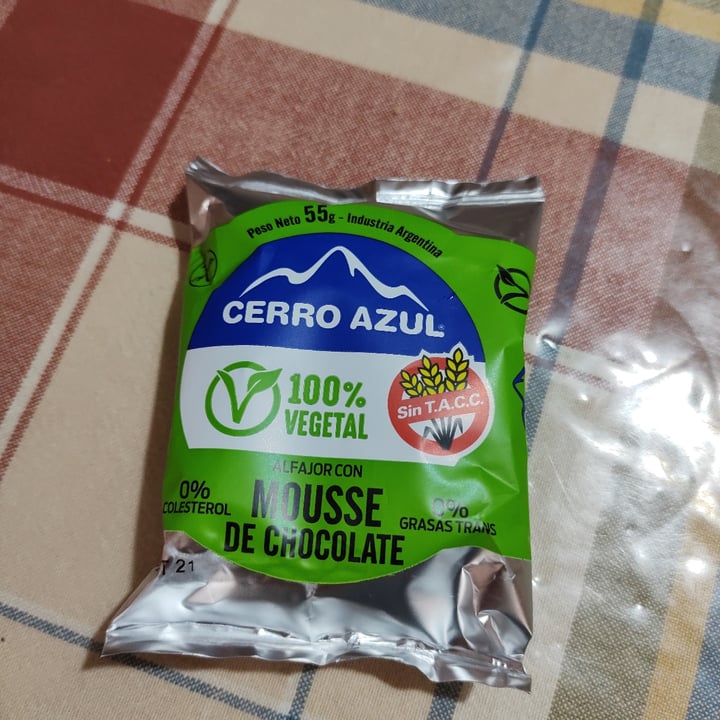 Peso Neto 55g - Industria Argentina
CERRO AZUL
100%
VEGETAL
Sin T.A.C.C.
ALFAJOR CON
MOUSSE
DE CHOCOLATE
0%
COLESTEROL
0%
GRASAS TRANS
T 21